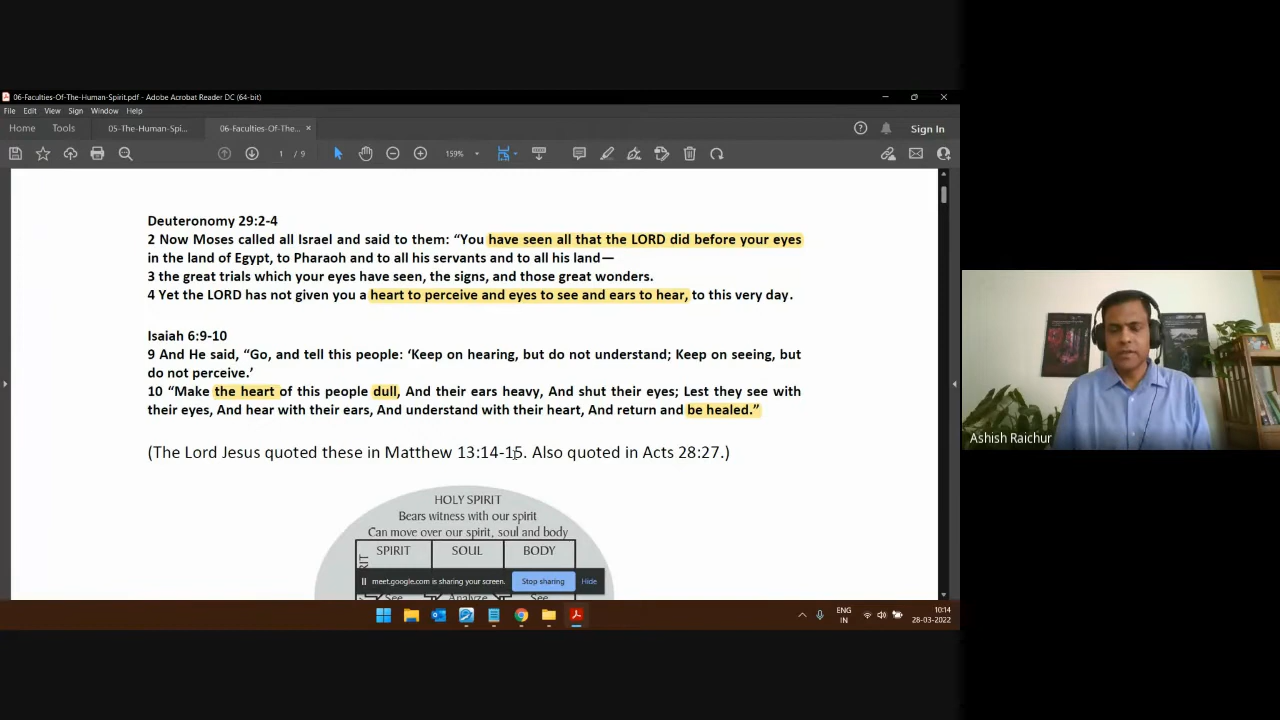 06-Faculties-Of-The-Human-Spirit.pdf - Adobe Acrobat Reader DC (64-bit)
File Edit View Sign Window Help
Home Tools 05-The-Human-Spi... 06-Faculties-Of-The... × Sign In
1 / 9 159%
Deuteronomy 29:2-4
2 Now Moses called all Israel and said to them: “You have seen all that the LORD did before your eyes
in the land of Egypt, to Pharaoh and to all his servants and to all his land—
3 the great trials which your eyes have seen, the signs, and those great wonders.
4 Yet the LORD has not given you a heart to perceive and eyes to see and ears to hear, to this very day.
Isaiah 6:9-10
9 And He said, “Go, and tell this people: ‘Keep on hearing, but do not understand; Keep on seeing, but
do not perceive.’
10 “Make the heart of this people dull, And their ears heavy, And shut their eyes; Lest they see with
their eyes, And hear with their ears, And understand with their heart, And return and be healed.”
(The Lord Jesus quoted these in Matthew 13:14-15. Also quoted in Acts 28:27.)
HOLY SPIRIT
Bears witness with our spirit
Can move over our spirit, soul and body
SPIRIT SOUL BODY
meet.google.com is sharing your screen. Stop sharing Hide
See Analyze See
ENG
IN
10:14
28-03-2022
Ashish Raichur